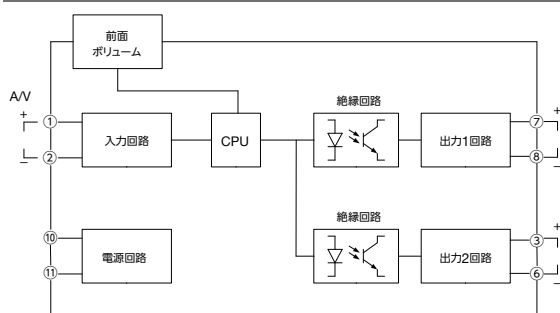 前面
ボリューム
A/V
絶縁回路
+
①
入力回路
CPU
出力1回路
⑦
+
−
②
⑧
−
絶縁回路
⑩
電源回路
出力2回路
③
+
⑪
⑥
−